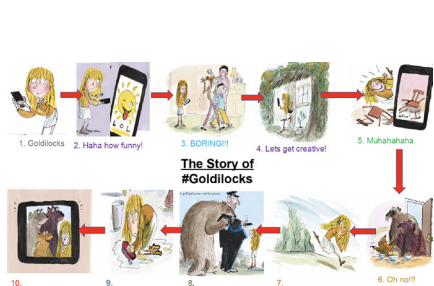 1. Goldilocks
2. Haha how funny!
3. BORING!!!
4. Lets get creative!
5. Muhahahaha
The Story of
#Goldilocks
6. Oh no!!!
7.
8.
9.
10.
LOL